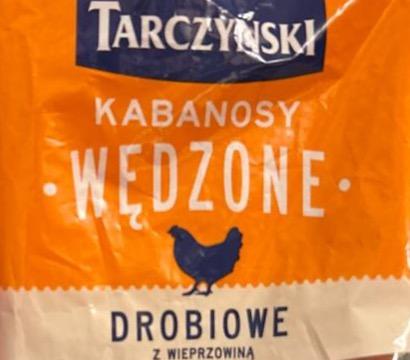 TARCZYŃSKI
KABANOSY
• WĘDZONE •
DROBIOWE
Z WIEPRZOWINĄ